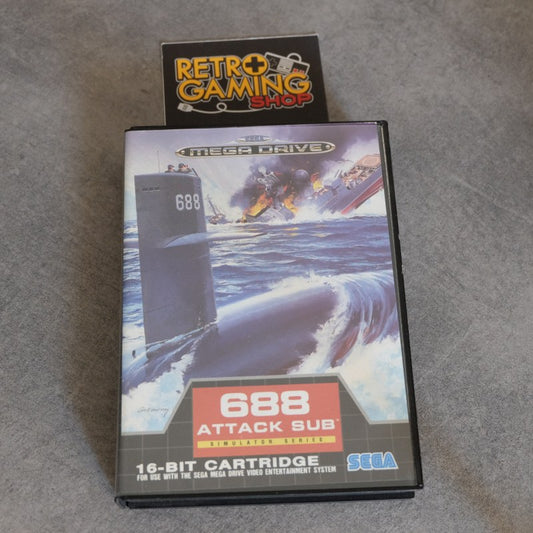 RETRO
GAMING
SHOP
SEGA
MEGA DRIVE
688
688
ATTACK SUB
SIMULATOR SERIES
16-BIT CARTRIDGE
FOR USE WITH THE SEGA MEGA DRIVE VIDEO ENTERTAINMENT SYSTEM
SEGA